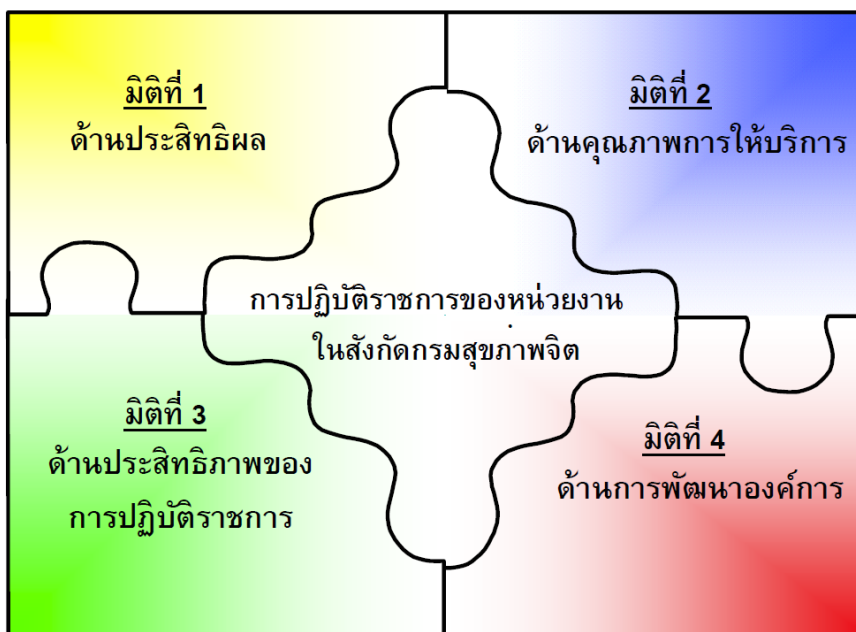 มิติที่ 1
ด้านประสิทธิผล
มิติที่ 2
ด้านคุณภาพการให้บริการ
การปฏิบัติราชการของหน่วยงาน
ในสังกัดกรมสุขภาพจิต
มิติที่ 3
ด้านประสิทธิภาพของ
การปฏิบัติราชการ
มิติที่ 4
ด้านการพัฒนาองค์การ